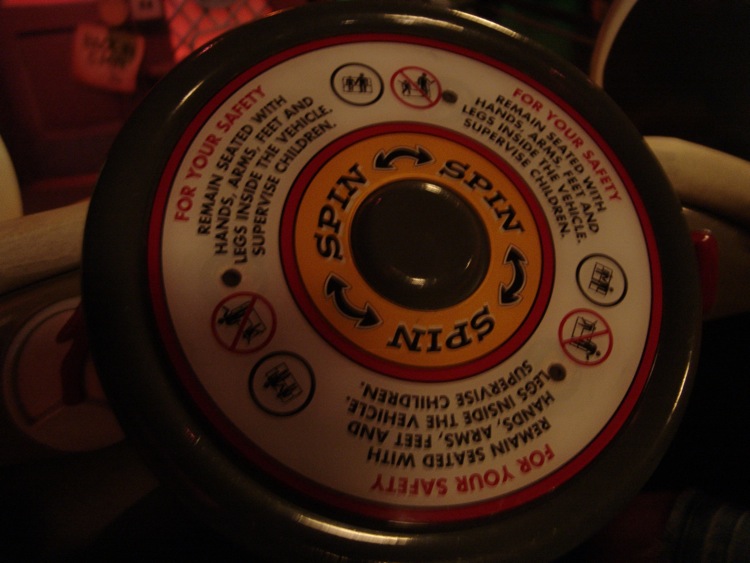 FOR YOUR SAFETY
REMAIN SEATED WITH
HANDS, ARMS, FEET AND
LEGS INSIDE THE VEHICLE.
SUPERVISE CHILDREN.
FOR YOUR SAFETY
REMAIN SEATED WITH
HANDS, ARMS, FEET AND
LEGS INSIDE THE VEHICLE.
SUPERVISE CHILDREN.
FOR YOUR SAFETY
REMAIN SEATED WITH
HANDS, ARMS, FEET AND
LEGS INSIDE THE VEHICLE.
SUPERVISE CHILDREN.
SPIN
SPIN
SPIN